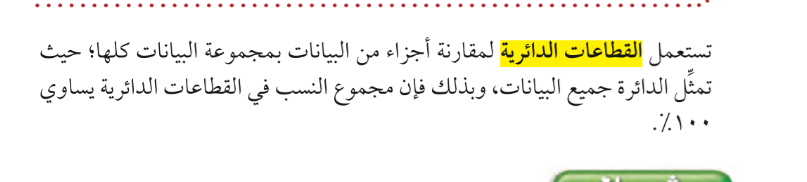 تستعمل القطاعات الدائرية لمقارنة أجزاء من البيانات بمجموعة البيانات كلها؛ حيث
تمثِّل الدائرة جميع البيانات، وبذلك فإن مجموع النسب في القطاعات الدائرية يساوي
١٠٠٪.